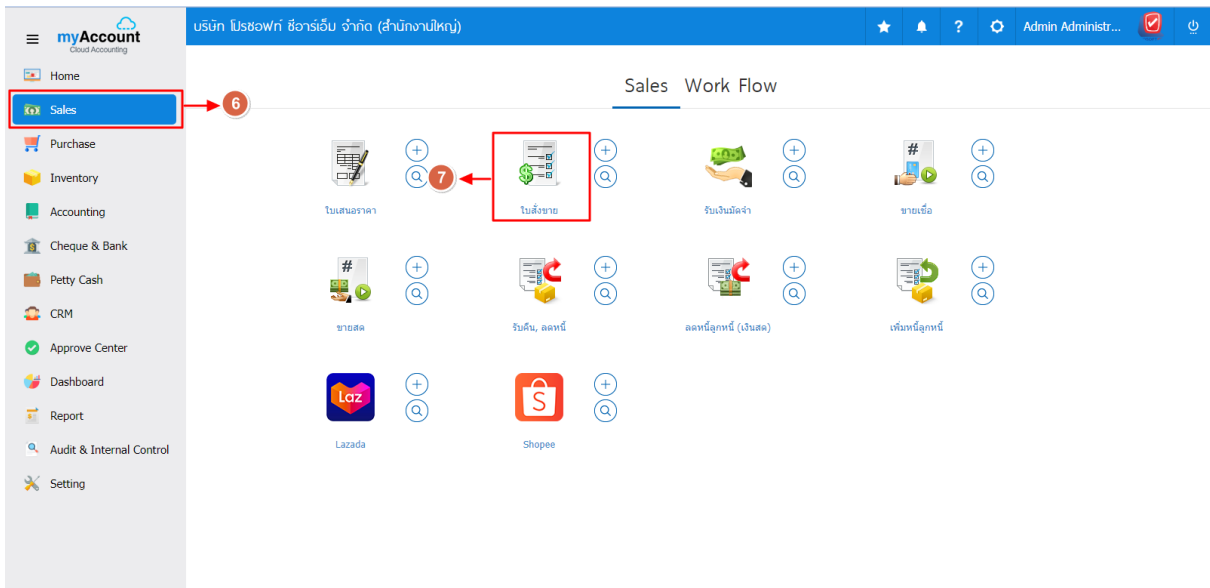 myAccount
Cloud Accounting
บริษัท โปรซอฟท์ ซีอาร์เอ็ม จำกัด (สำนักงานใหญ่)
?
Admin Administr...
Home
Sales
Purchase
Inventory
Accounting
Cheque & Bank
Petty Cash
CRM
Approve Center
Dashboard
Report
Audit & Internal Control
Setting
6
Sales Work Flow
7
ใบเสนอราคา
ใบสั่งขาย
รับเงินมัดจำ
#
ขายเชื่อ
#
ขายสด
รับคืน, ลดหนี้
ลดหนี้ลูกหนี้ (เงินสด)
เพิ่มหนี้ลูกหนี้
Laz
Lazada
S
Shopee